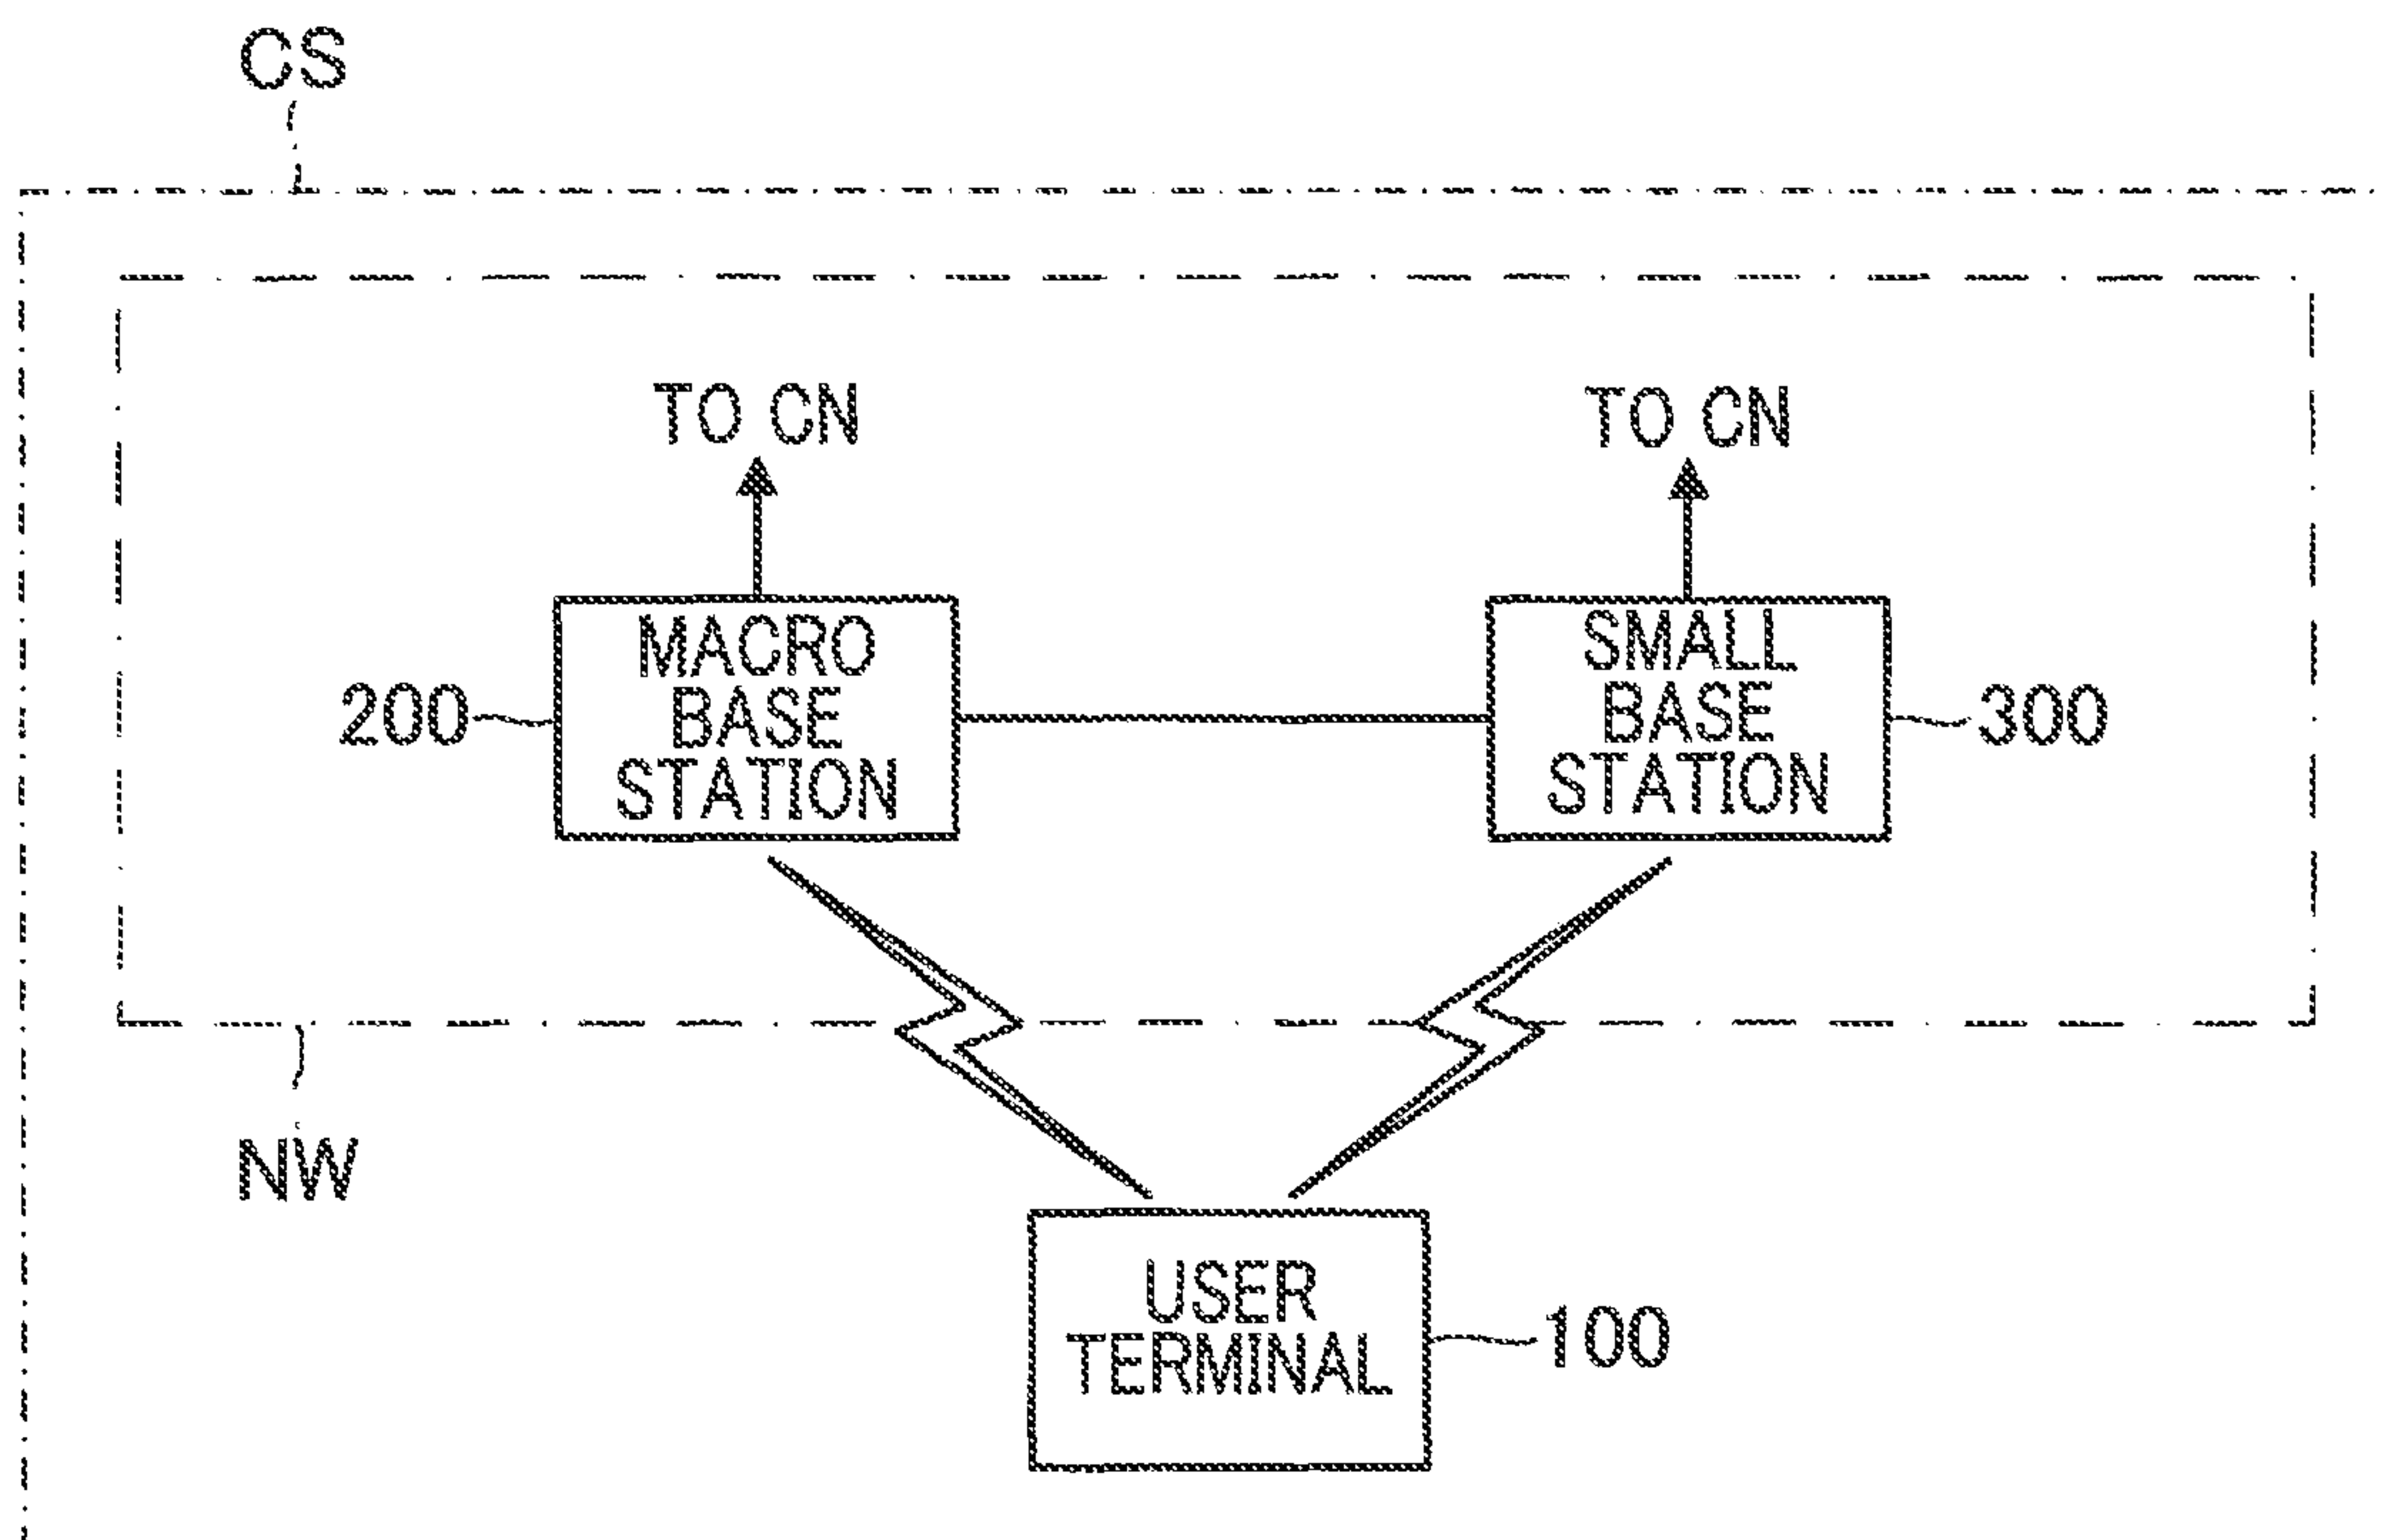 CS
TO CN
TO CN
MACRO
BASE
STATION
200
SMALL
BASE
STATION
300
NW
USER
TERMINAL
100